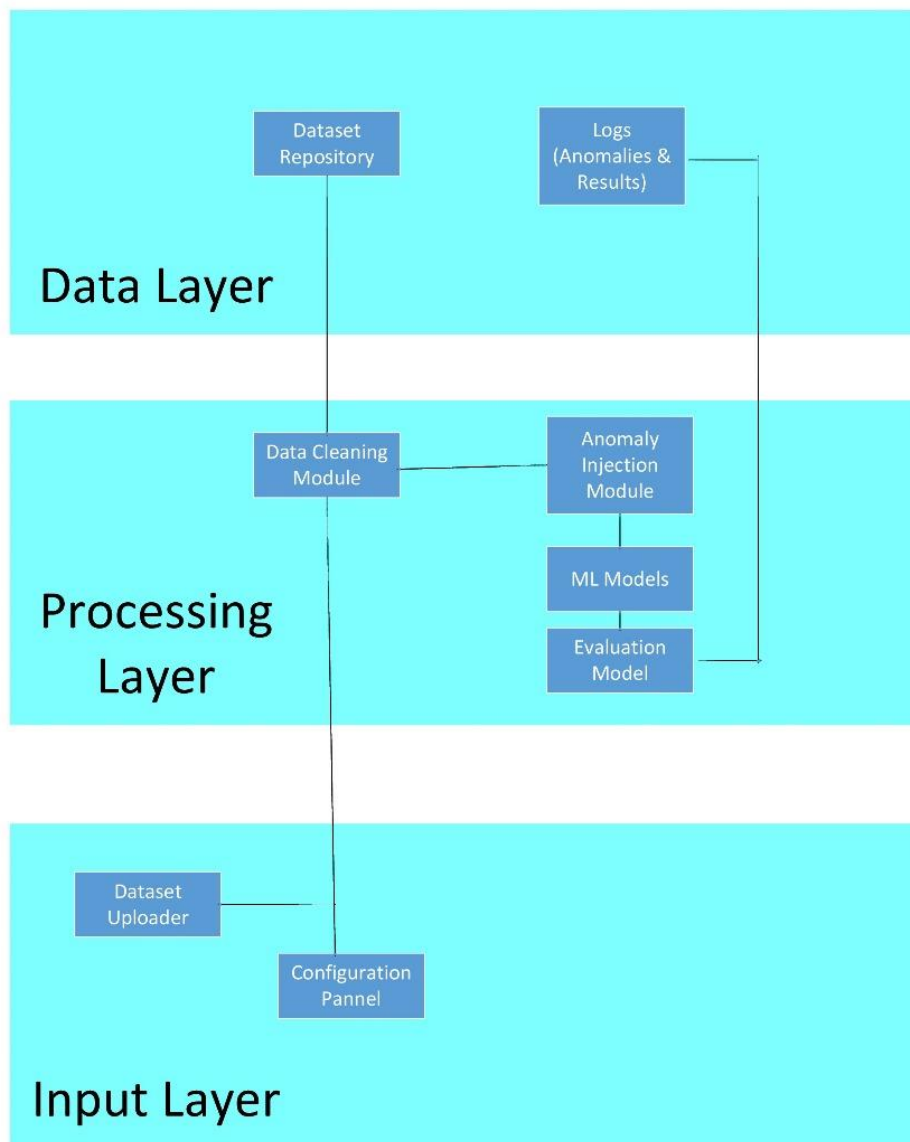 Dataset
Repository
Logs
(Anomalies &
Results)
Data Layer
Data Cleaning
Module
Anomaly
Injection
Module
ML Models
Evaluation
Model
Processing
Layer
Dataset
Uploader
Configuration
Pannel
Input Layer